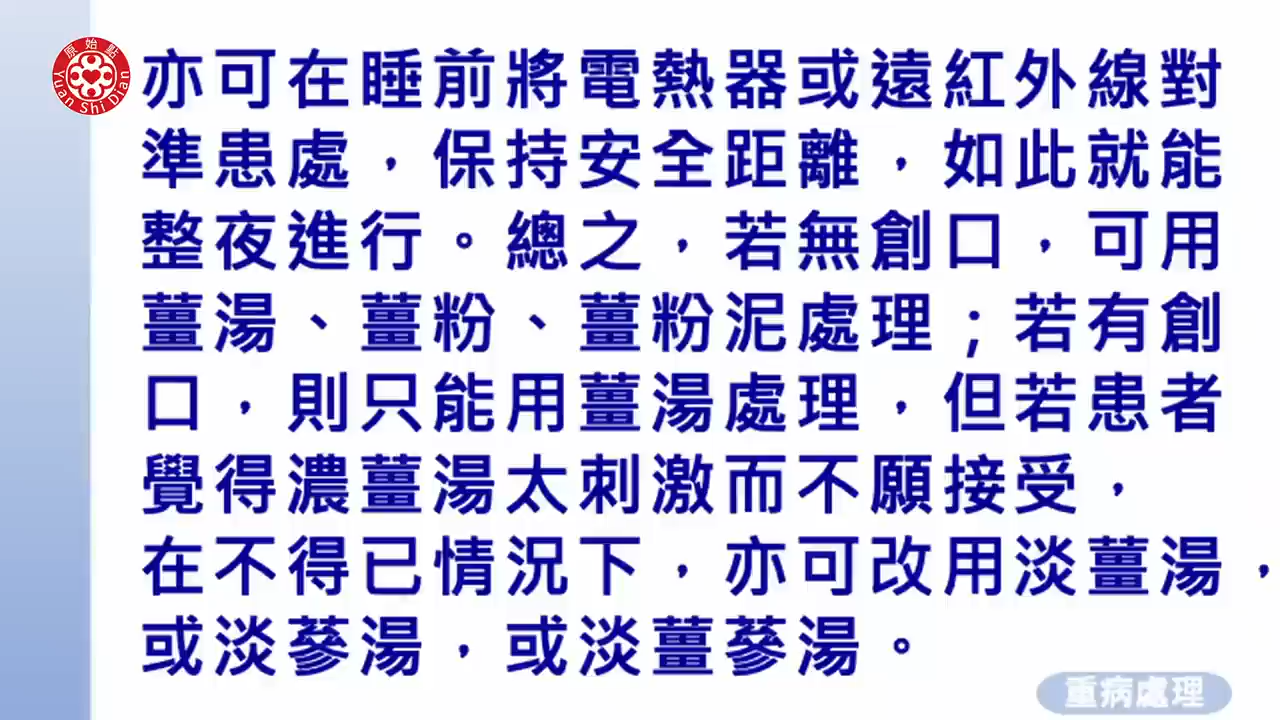 原始點
Yuan Shi Dian
亦可在睡前將電熱器或遠紅外線對
準患處，保持安全距離，如此就能
整夜進行。總之，若無創口，可用
薑湯、薑粉、薑粉泥處理；若有創
口，則只能用薑湯處理，但若患者
覺得濃薑湯太刺激而不願接受，
在不得已情況下，亦可改用淡薑湯，
或淡蔘湯，或淡薑蔘湯。
重病處理